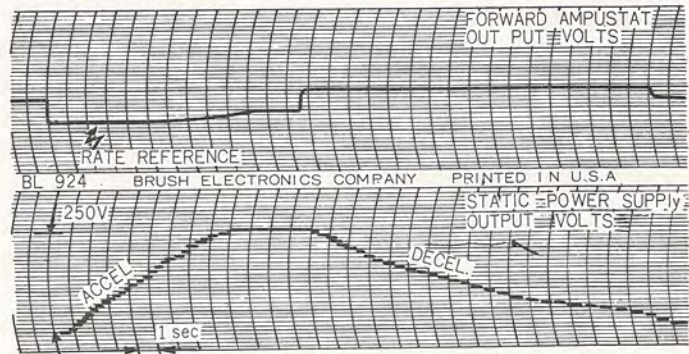 FORWARD AMPUSTAT
OUT PUT VOLTS
RATE REFERENCE
BL 924 BRUSH ELECTRONICS COMPANY PRINTED IN U.S.A
STATIC POWER SUPPLY
OUTPUT VOLTS
250V
ACCEL.
DECEL.
1 sec